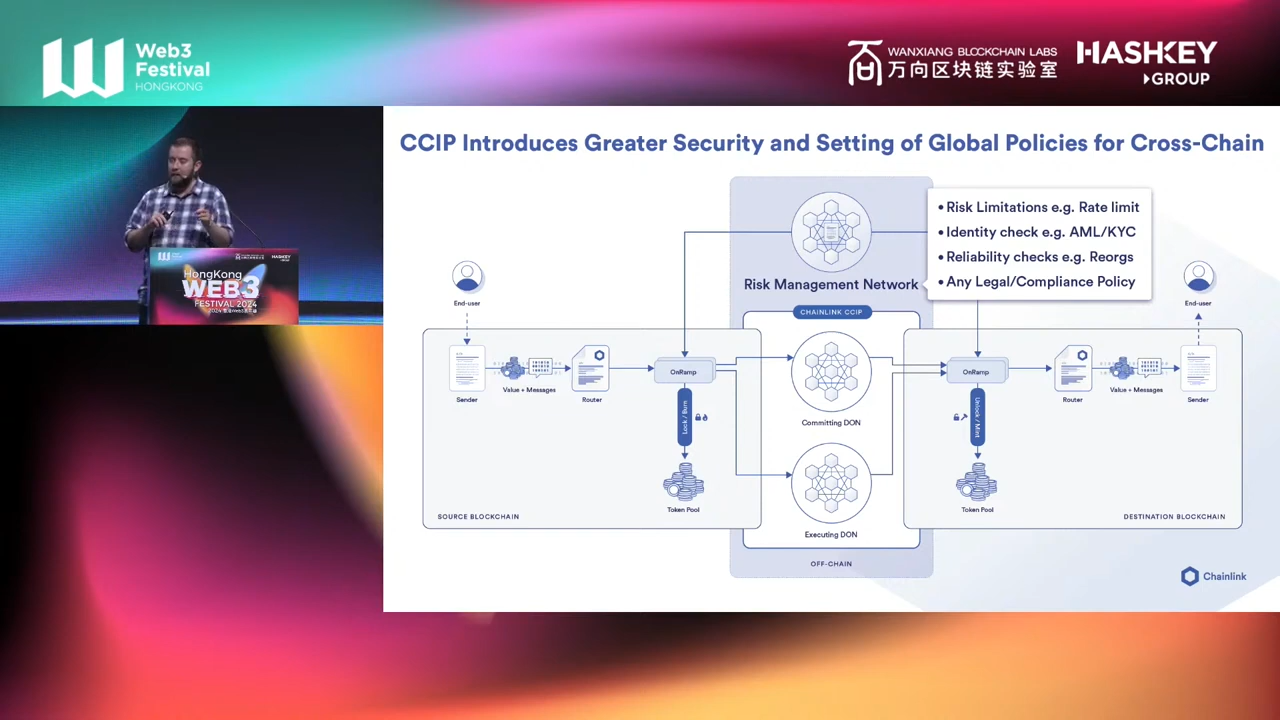 Web3
Festival
HONGKONG
WANXIANG BLOCKCHAIN LABS
万向区块链实验室
HASHKEY
GROUP
HongKong
WEB3
FESTIVAL 2024
CCIP Introduces Greater Security and Setting of Global Policies for Cross-Chain
Risk Management Network
• Risk Limitations e.g. Rate limit
• Identity check e.g. AML/KYC
• Reliability checks e.g. Reorgs
• Any Legal/Compliance Policy
End-user
End-user
CHAINLINK CCIP
Sender
Value + Messages
Router
OnRamp
Lock / Burn
Token Pool
SOURCE BLOCKCHAIN
Committing DON
Executing DON
OFF-CHAIN
OnRamp
Unlock / Mint
Token Pool
Router
Value + Messages
Sender
DESTINATION BLOCKCHAIN
Chainlink